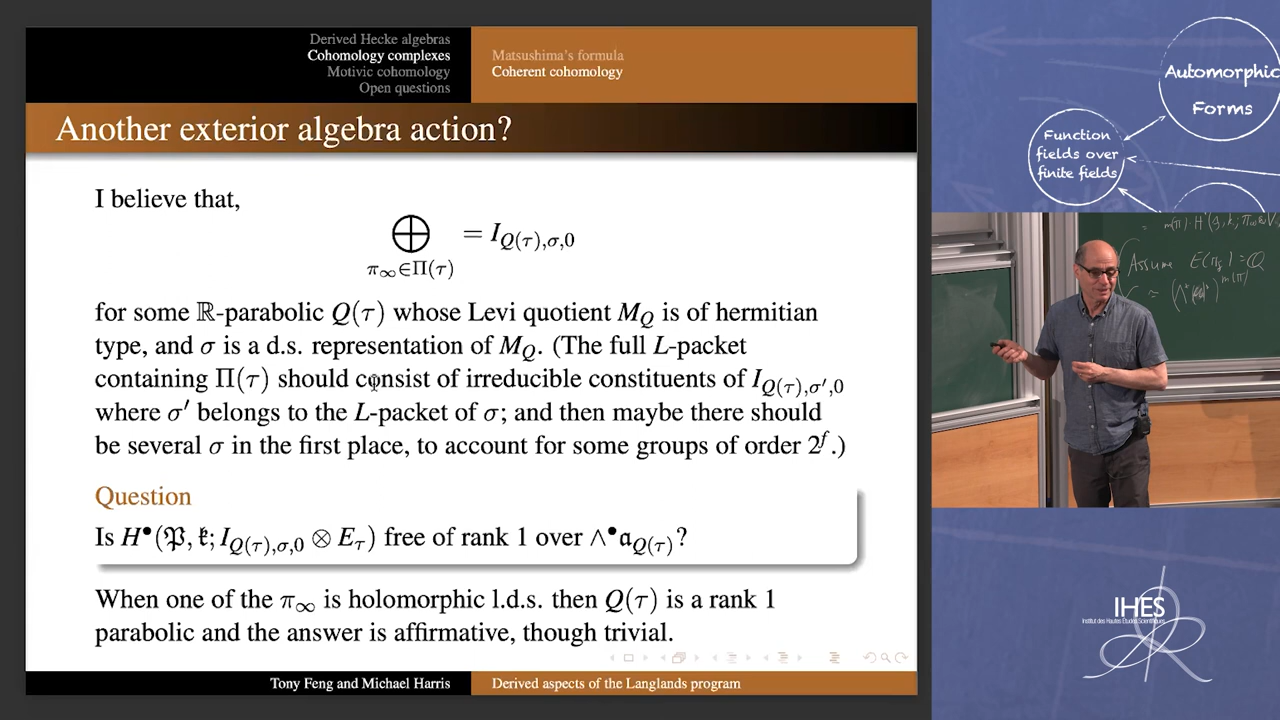 Derived Hecke algebras
Cohomology complexes
Motivic cohomology
Open questions
Matsushima's formula
Coherent cohomology
Another exterior algebra action?
I believe that,
⊕ = I_{Q(τ),σ,0}
π_∞∈Π(τ)
for some ℝ-parabolic Q(τ) whose Levi quotient M_Q is of hermitian
type, and σ is a d.s. representation of M_Q. (The full L-packet
containing Π(τ) should consist of irreducible constituents of I_{Q(τ),σ′,0}
where σ′ belongs to the L-packet of σ; and then maybe there should
be several σ in the first place, to account for some groups of order 2^f.)
Question
Is H^•(𝔓, 𝔨; I_{Q(τ),σ,0} ⊗ E_τ) free of rank 1 over ∧^•𝔞_{Q(τ)}?
When one of the π_∞ is holomorphic l.d.s. then Q(τ) is a rank 1
parabolic and the answer is affirmative, though trivial.
Tony Feng and Michael Harris
Derived aspects of the Langlands program
Automorphic
Forms
Function
fields over
finite fields
Assume
IHES
Institut des Hautes Études Scientifiques